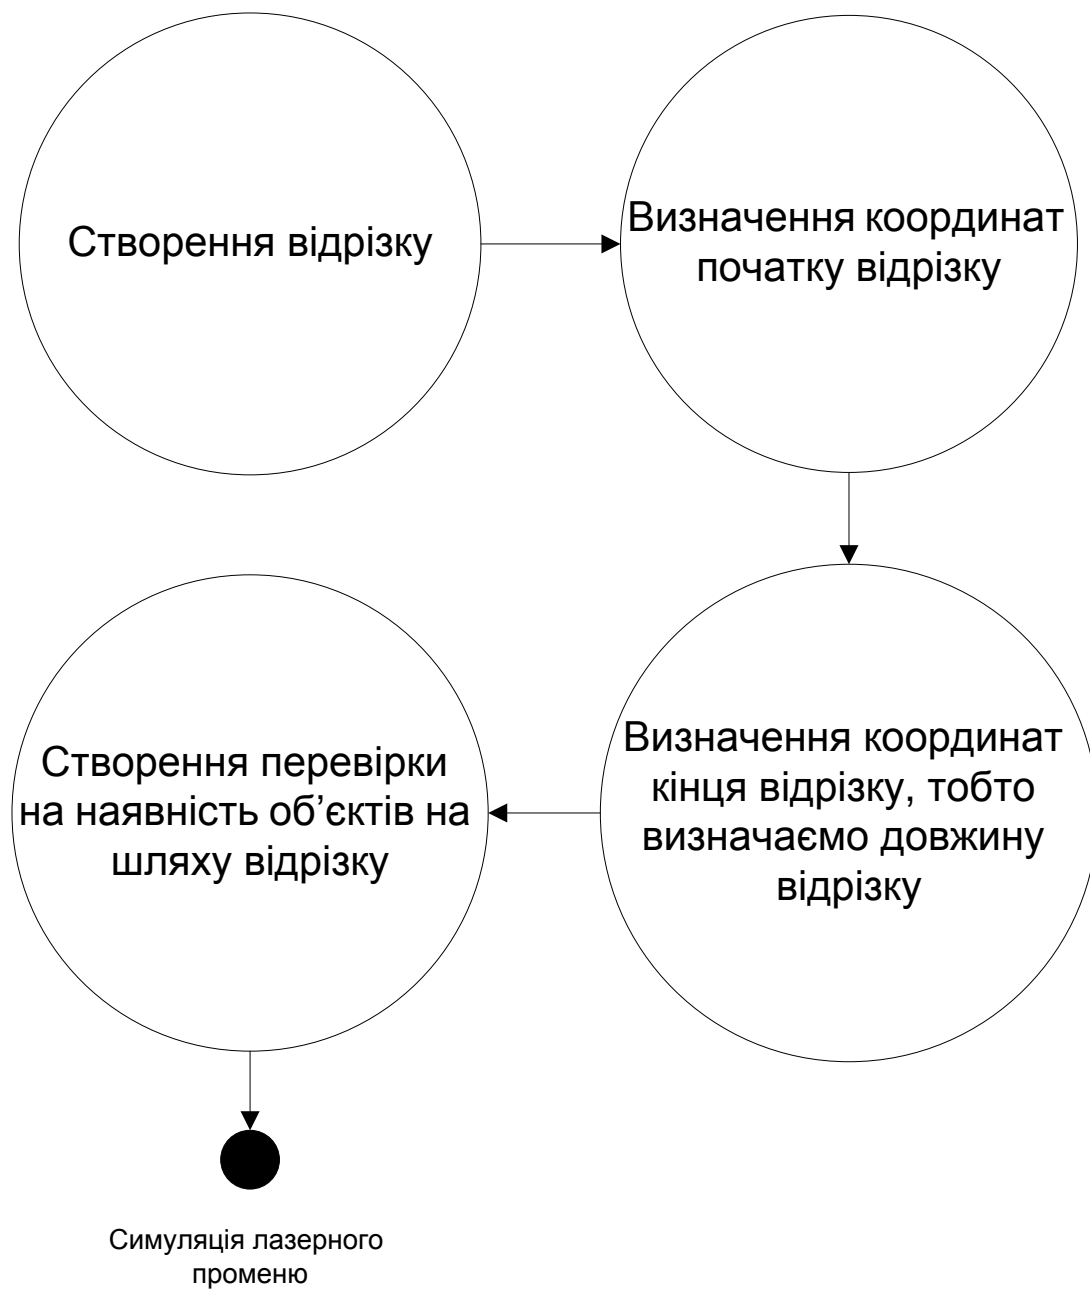 Створення відрізку
Визначення координат
початку відрізку
Визначення координат
кінця відрізку, тобто
визначаємо довжину
відрізку
Створення перевірки
на наявність об’єктів на
шляху відрізку
Симуляція лазерного
променю